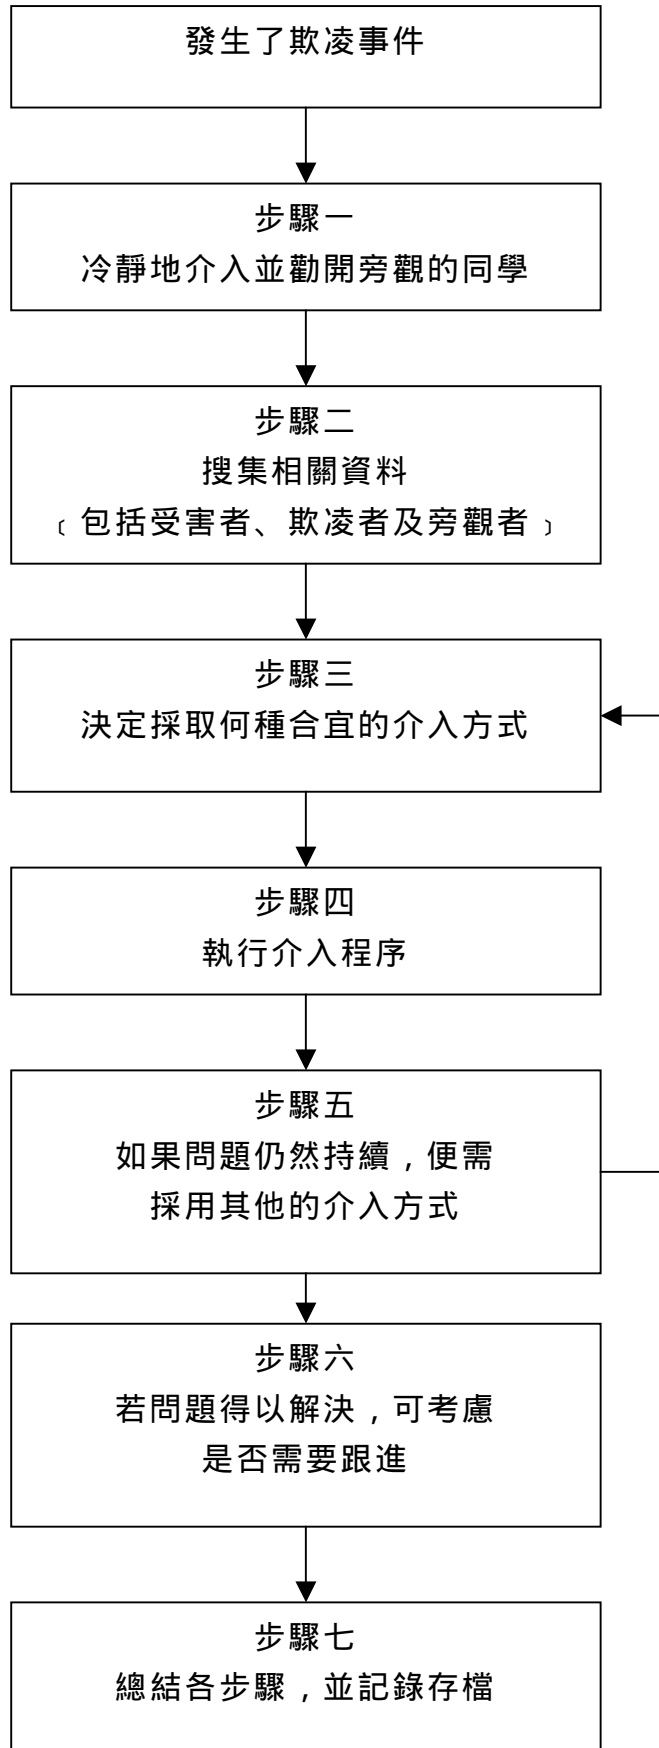 發生了欺凌事件
步驟一
冷靜地介入並勸開旁觀的同學
步驟二
搜集相關資料
﹝包括受害者、欺凌者及旁觀者﹞
步驟三
決定採取何種合宜的介入方式
步驟四
執行介入程序
步驟五
如果問題仍然持續，便需
採用其他的介入方式
步驟六
若問題得以解決，可考慮
是否需要跟進
步驟七
總結各步驟，並記錄存檔